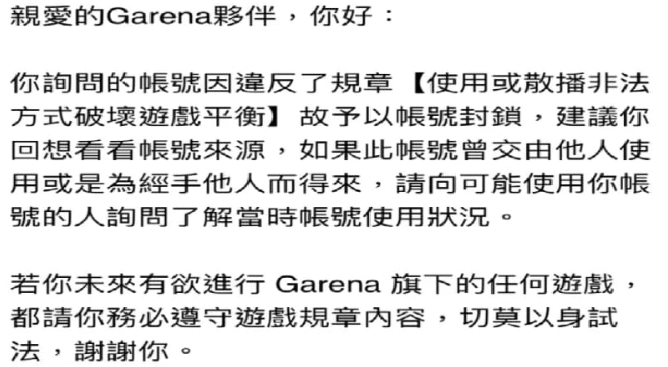 親愛的Garena夥伴，你好：
你詢問的帳號因違反了規章【使用或散播非法
方式破壞遊戲平衡】故予以帳號封鎖，建議你
回想看看帳號來源，如果此帳號曾交由他人使
用或是為經手他人而得來，請向可能使用你帳
號的人詢問了解當時帳號使用狀況。
若你未來有欲進行 Garena 旗下的任何遊戲，
都請你務必遵守遊戲規章內容，切莫以身試
法，謝謝你。